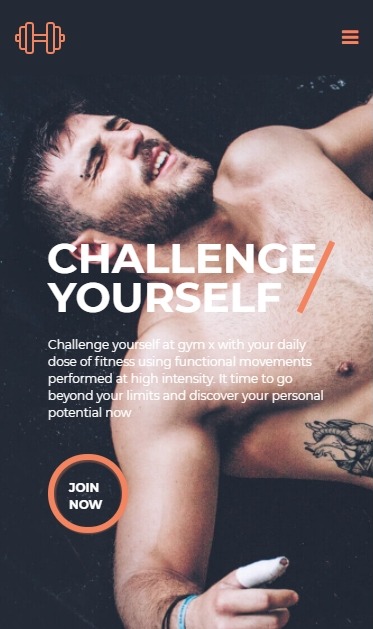 CHALLENGE
YOURSELF
Challenge yourself at gym x with your daily
dose of fitness using functional movements
performed at high intensity. It time to go
beyond your limits and discover your personal
potential now
JOIN
NOW